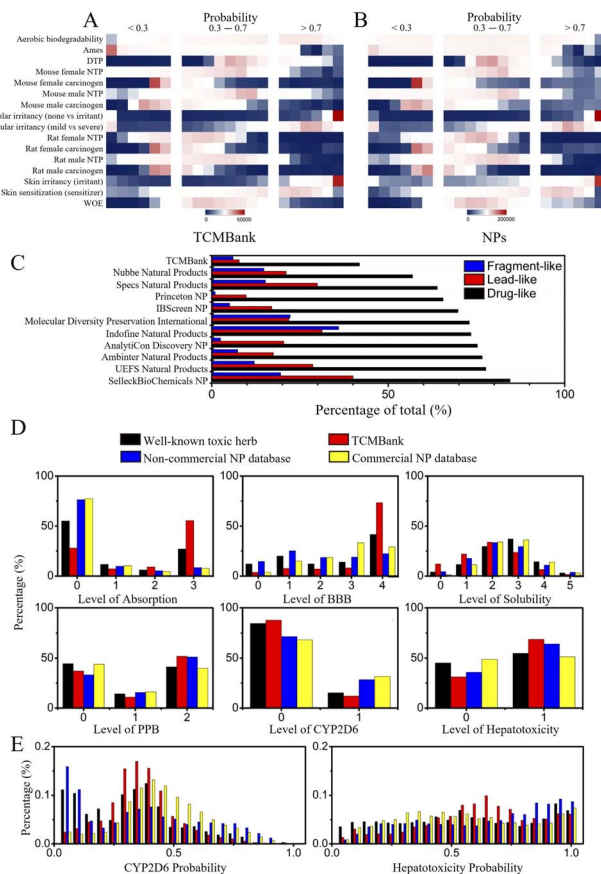 A
B
Probability
Probability
< 0.3
0.3 — 0.7
> 0.7
< 0.3
0.3 — 0.7
> 0.7
Aerobic biodegradability
Ames
DTP
Mouse female NTP
Mouse female carcinogen
Mouse male NTP
Mouse male carcinogen
ular irritancy (none vs irritant)
ular irritancy (mild vs severe)
Rat female NTP
Rat female carcinogen
Rat male NTP
Rat male carcinogen
Skin irritancy (irritant)
Skin sensitization (sensitizer)
WOE
0 50000
0 200000
TCMBank
NPs
C
TCMBank
Nubbe Natural Products
Specs Natural Products
Princeton NP
IBScreen NP
Molecular Diversity Preservation International
Indofine Natural Products
AnalytiCon Discovery NP
Ambinter Natural Products
UEFS Natural Products
SelleckBioChemicals NP
Fragment-like
Lead-like
Drug-like
0 100
Percentage of total (%)
D
Well-known toxic herb
TCMBank
Non-commercial NP database
Commercial NP database
Percentage (%)
100
50
0
0 1 2 3
Level of Absorption
100
50
0
0 1 2 3 4
Level of BBB
100
50
0
0 1 2 3 4 5
Level of Solubility
100
50
0
0 1 2
Level of PPB
100
50
0
0 1
Level of CYP2D6
100
50
0
0 1
Level of Hepatotoxicity
E
Percentage (%)
0.2
0.1
0
0.0 0.5 1.0
CYP2D6 Probability
0.2
0.1
0
0.0 0.5 1.0
Hepatotoxicity Probability